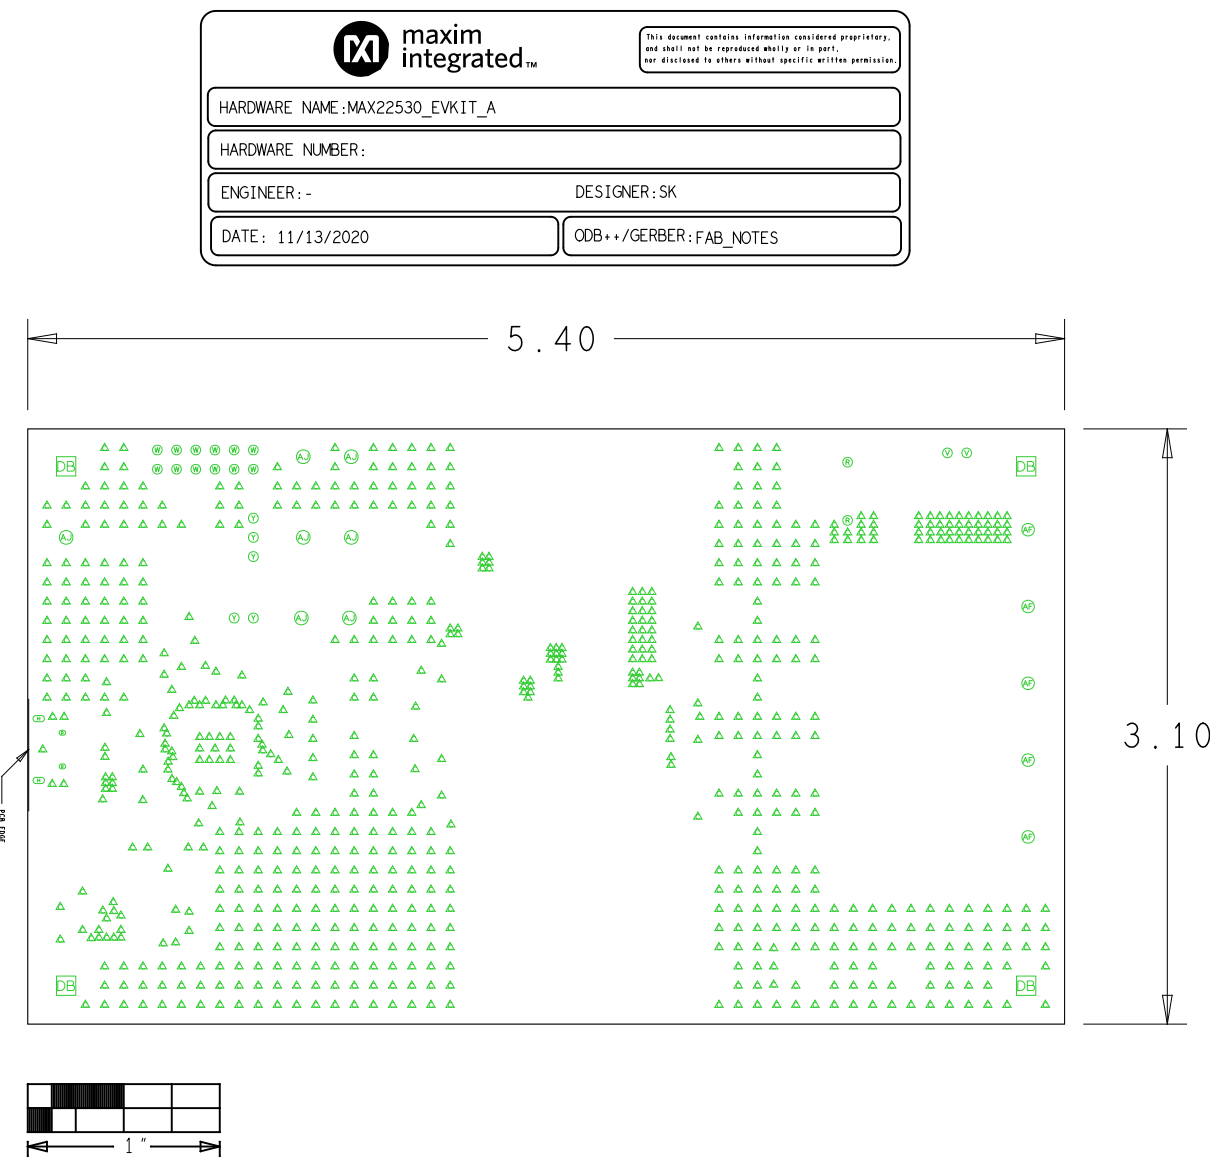 maxim
integrated™
This document contains information considered proprietary,
and shall not be reproduced wholly or in part,
nor disclosed to others without specific written permission.
HARDWARE NAME:MAX22530_EVKIT_A
HARDWARE NUMBER:
ENGINEER:- DESIGNER:SK
DATE: 11/13/2020 ODB++/GERBER:FAB_NOTES
5.40
W W W W W W AJ AJ V V
DB W W W W W W R DB
Y R
AJ Y AJ AJ AF
Y
AF
Y Y AJ AJ
AF
H
AF
H
3.10
PCB EDGE
AF
DB DB
1"